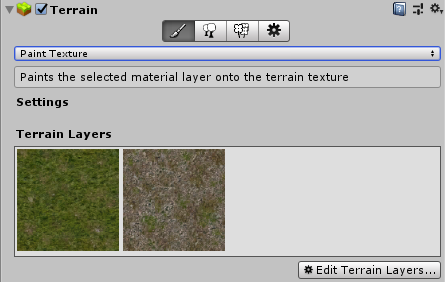 Terrain
Paint Texture
Paints the selected material layer onto the terrain texture
Settings
Terrain Layers
Edit Terrain Layers...